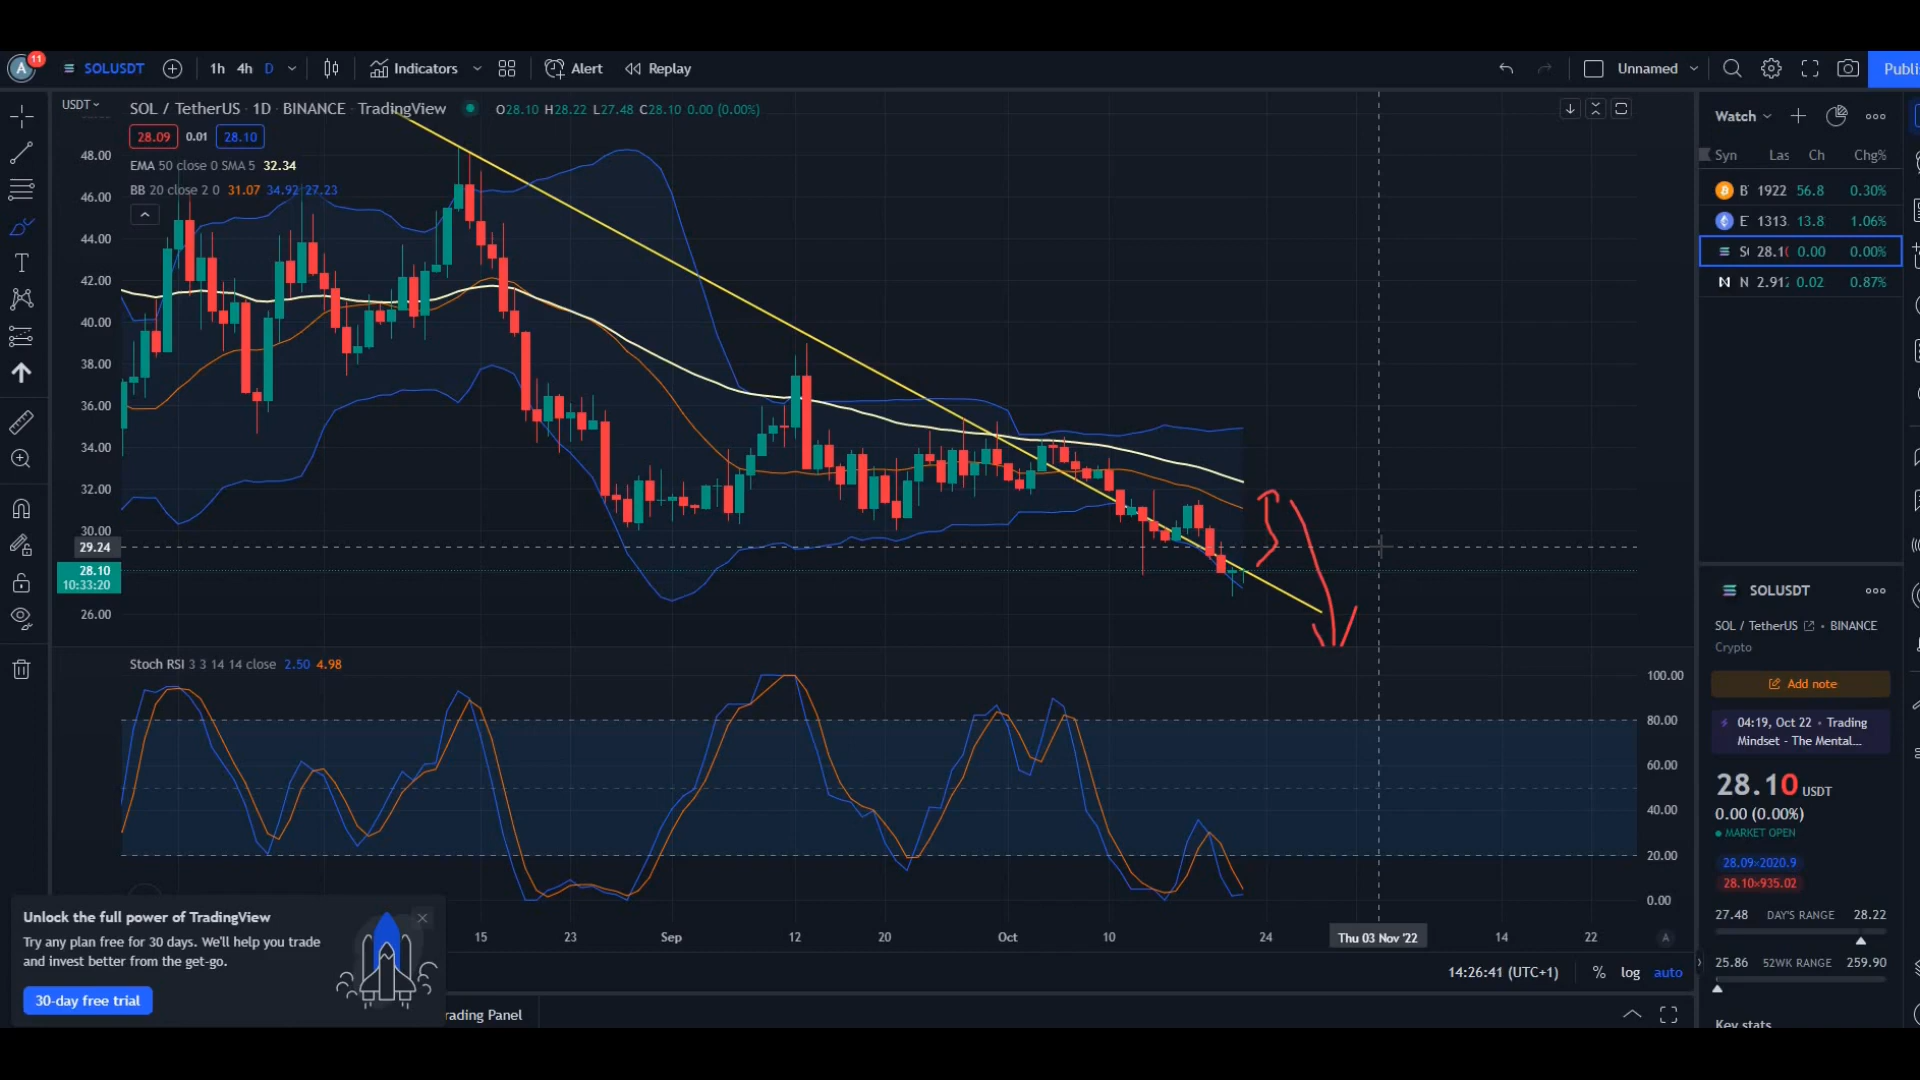 A 11 SOLUSDT 1h 4h D Indicators Alert Replay Unnamed
USDT SOL / TetherUS · 1D · BINANCE · TradingView O28.10 H28.22 L27.48 C28.10 0.00 (0.00%)
28.09 0.01 28.10
EMA 50 close 0 SMA 5 32.34
BB 20 close 2 0 31.07 34.92 27.23
48.00
46.00
44.00
42.00
40.00
38.00
36.00
34.00
32.00
30.00
29.24
28.10
10:33:20
26.00
Stoch RSI 3 3 14 14 close 2.50 4.98
100.00
80.00
60.00
40.00
20.00
0.00
15 23 Sep 12 20 Oct 10 24 Thu 03 Nov '22 14 22 A
14:26:41 (UTC+1) % log auto
rading Panel
Unlock the full power of TradingView
Try any plan free for 30 days. We'll help you trade
and invest better from the get-go.
30-day free trial
Publi
Watch
Syn Las Ch Chg%
B 1922 56.8 0.30%
E 1313. 13.8 1.06%
28.1 0.00 0.00%
N 2.91 0.02 0.87%
SOLUSDT
SOL / TetherUS • BINANCE
Crypto
Add note
04:19, Oct 22 • Trading
Mindset - The Mental...
28.10 USDT
0.00 (0.00%)
MARKET OPEN
28.09×2020.9
28.10×935.02
27.48 DAY'S RANGE 28.22
25.86 52WK RANGE 259.90
Key stats